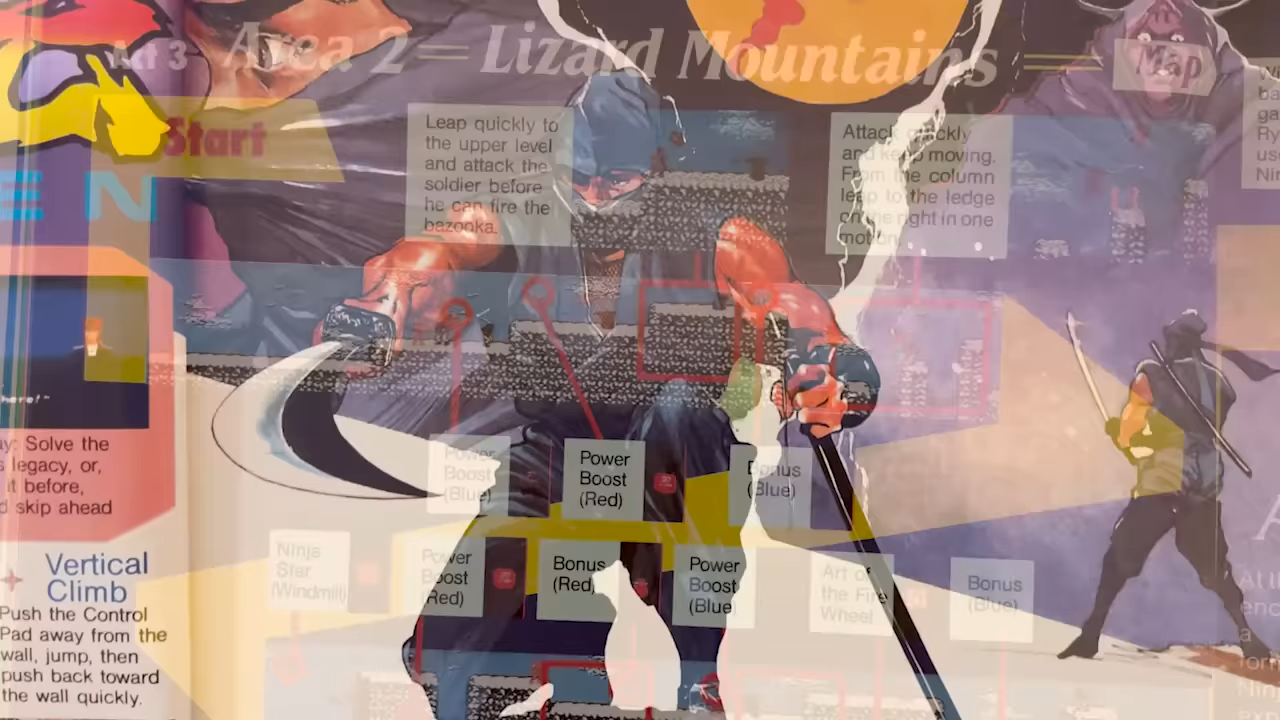 Act 3 Area 2 = Lizard Mountains
Map
Start
Leap quickly to
the upper level
and attack the
soldier before
he can fire the
bazooka.
Attack quickly
and keep moving.
From the column
leap to the ledge
on the right in one
motion.
EN
here!"
Solve the
legacy, or,
it before,
skip ahead
Power
Boost
(Blue)
Power
Boost
(Red)
Bonus
(Blue)
Ninja
Star
(Windmill)
Power
Boost
(Red)
Bonus
(Red)
Power
Boost
(Blue)
Art of
the Fire
Wheel
Bonus
(Blue)
Vertical
Climb
Push the Control
Pad away from the
wall, jump, then
push back toward
the wall quickly.